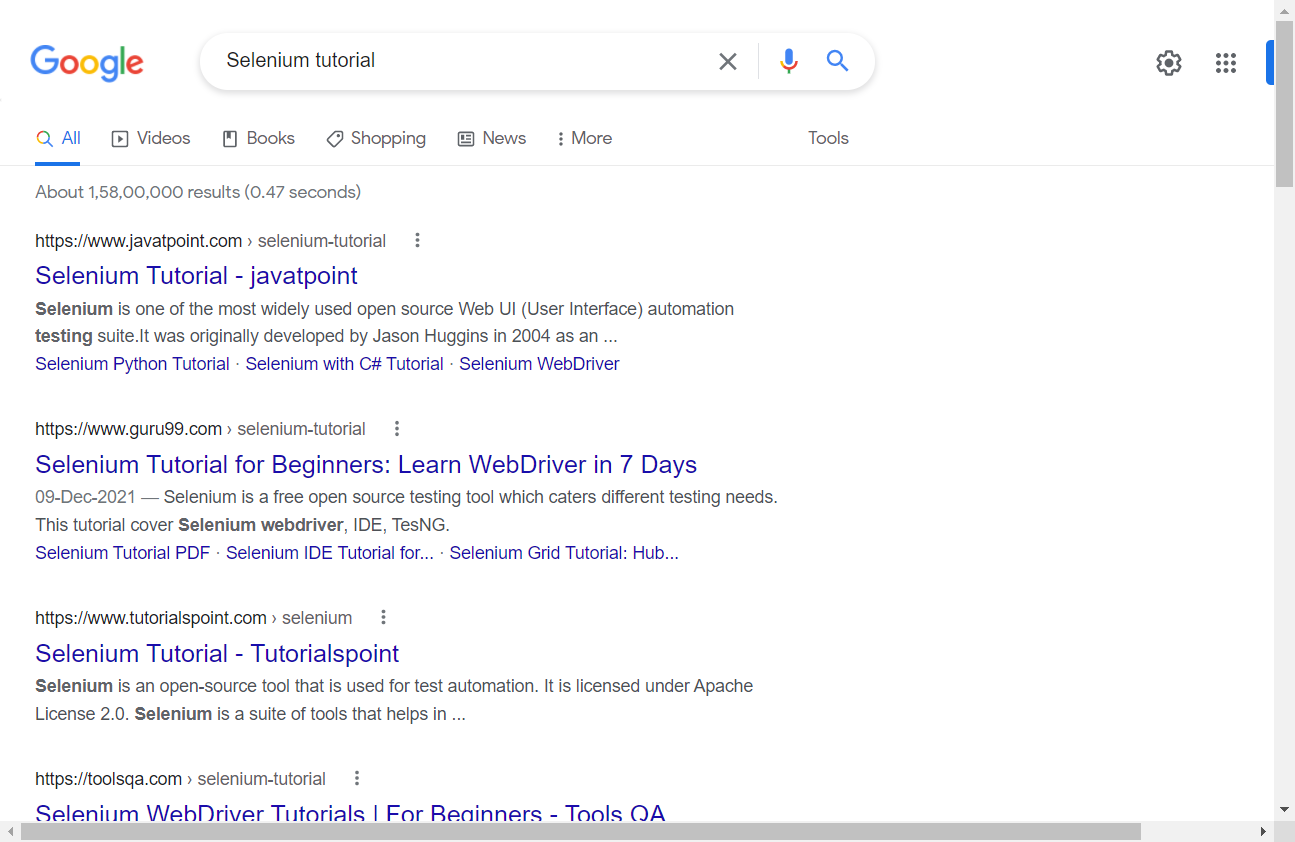 Google
Selenium tutorial
All Videos Books Shopping News More Tools
About 1,58,00,000 results (0.47 seconds)
https://www.javatpoint.com › selenium-tutorial
Selenium Tutorial - javatpoint
Selenium is one of the most widely used open source Web UI (User Interface) automation
testing suite.It was originally developed by Jason Huggins in 2004 as an ...
Selenium Python Tutorial · Selenium with C# Tutorial · Selenium WebDriver
https://www.guru99.com › selenium-tutorial
Selenium Tutorial for Beginners: Learn WebDriver in 7 Days
09-Dec-2021 — Selenium is a free open source testing tool which caters different testing needs.
This tutorial cover Selenium webdriver, IDE, TesNG.
Selenium Tutorial PDF · Selenium IDE Tutorial for... · Selenium Grid Tutorial: Hub...
https://www.tutorialspoint.com › selenium
Selenium Tutorial - Tutorialspoint
Selenium is an open-source tool that is used for test automation. It is licensed under Apache
License 2.0. Selenium is a suite of tools that helps in ...
https://toolsqa.com › selenium-tutorial
Selenium WebDriver Tutorials | For Beginners - Tools QA